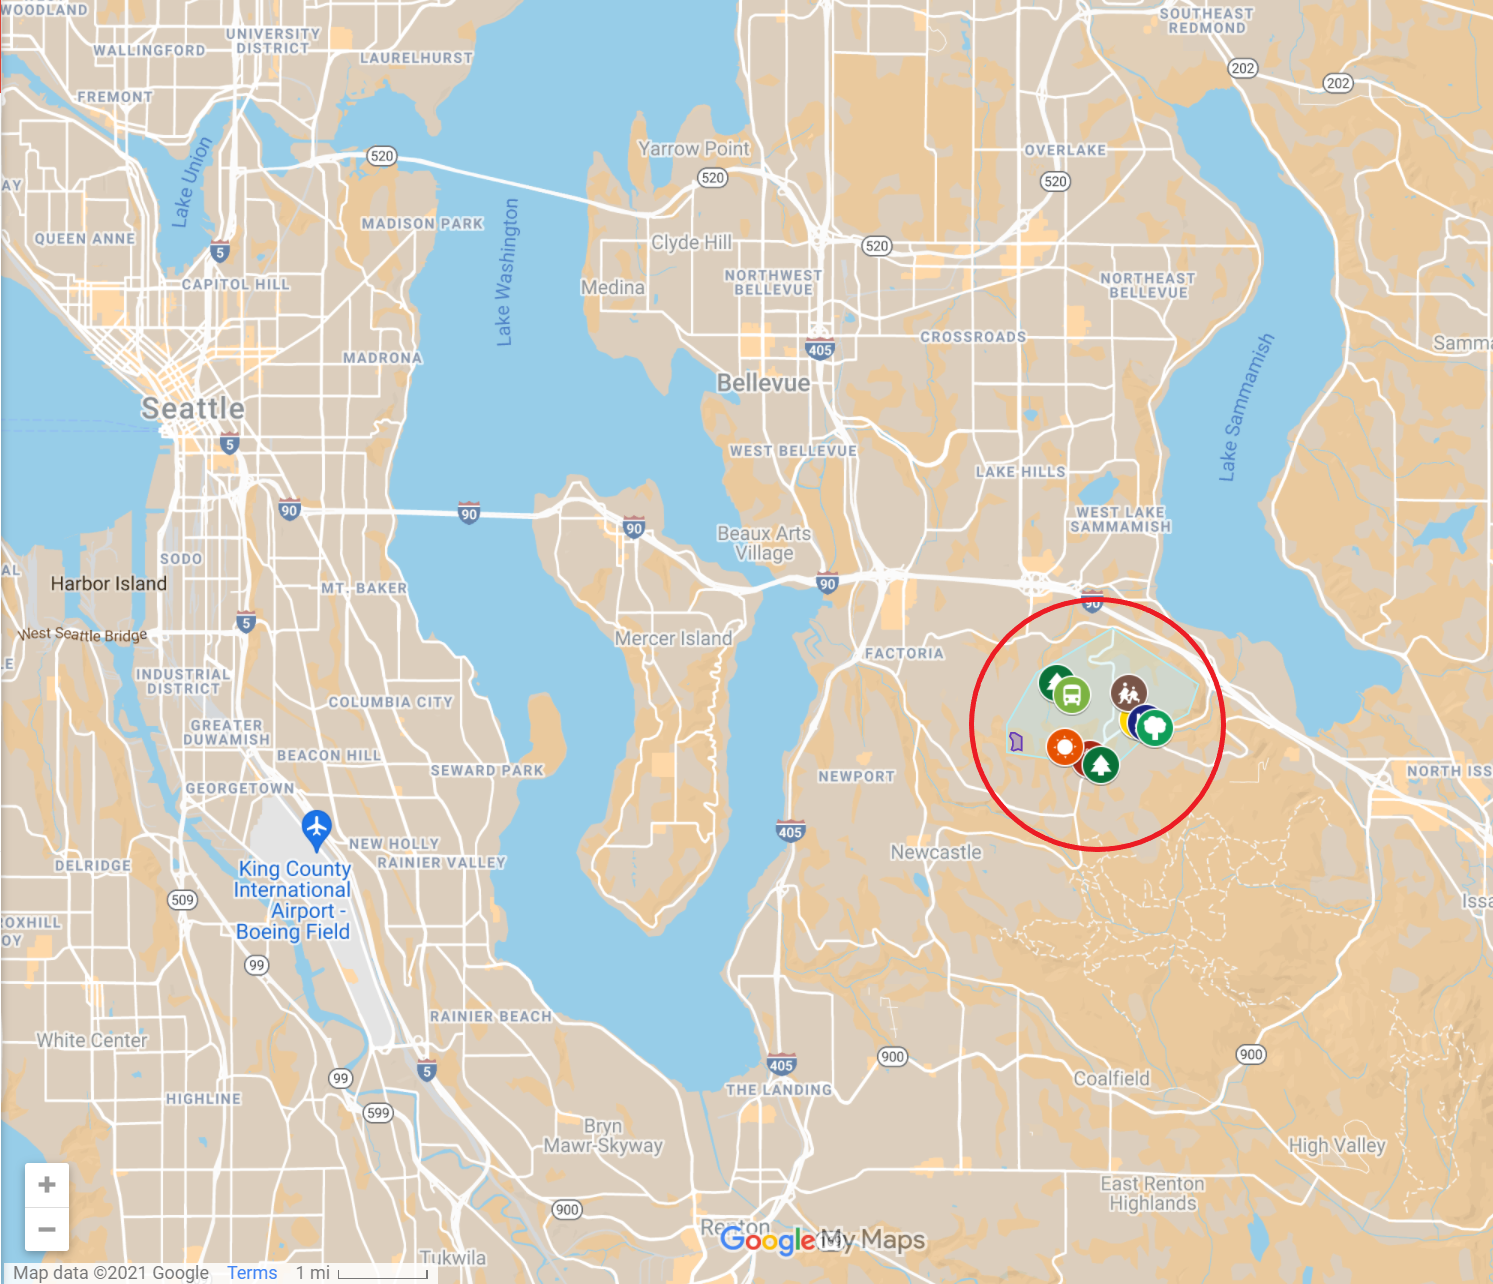 WOODLAND
UNIVERSITY
DISTRICT
WALLINGFORD
LAURELHURST
FREMONT
SOUTHEAST
REDMOND
202
202
Lake Union
520
Yarrow Point
520
OVERLAKE
520
AY
QUEEN ANNE
MADISON PARK
Lake Washington
Clyde Hill
520
5
CAPITOL HILL
Medina
NORTHWEST
BELLEVUE
NORTHEAST
BELLEVUE
MADRONA
405
CROSSROADS
Lake Sammamish
Samma
Bellevue
Seattle
5
WEST BELLEVUE
LAKE HILLS
90
90
90
WEST LAKE
SAMMAMISH
Beaux Arts
Village
SODO
AL
Harbor Island
MT. BAKER
90
90
5
West Seattle Bridge
Mercer Island
FACTORIA
LE
INDUSTRIAL
DISTRICT
COLUMBIA CITY
GREATER
DUWAMISH
BEACON HILL
SEWARD PARK
NEWPORT
NORTH ISS
GEORGETOWN
405
NEW HOLLY
RAINIER VALLEY
Newcastle
DELRIDGE
King County
International
Airport -
Boeing Field
509
Issa
ROXHILL
OY
99
RAINIER BEACH
White Center
5
405
900
900
99
THE LANDING
Coalfield
HIGHLINE
599
Bryn
Mawr-Skyway
High Valley
East Renton
Highlands
900
Renton
Google My Maps
Tukwila
+
−
Map data ©2021 Google Terms 1 mi